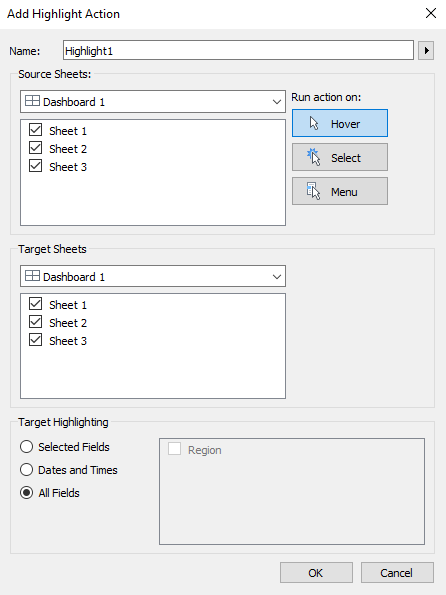 Add Highlight Action
Name: Highlight1
Source Sheets:
Dashboard 1
Sheet 1
Sheet 2
Sheet 3
Run action on:
Hover
Select
Menu
Target Sheets
Dashboard 1
Sheet 1
Sheet 2
Sheet 3
Target Highlighting
Selected Fields
Dates and Times
All Fields
Region
OK Cancel